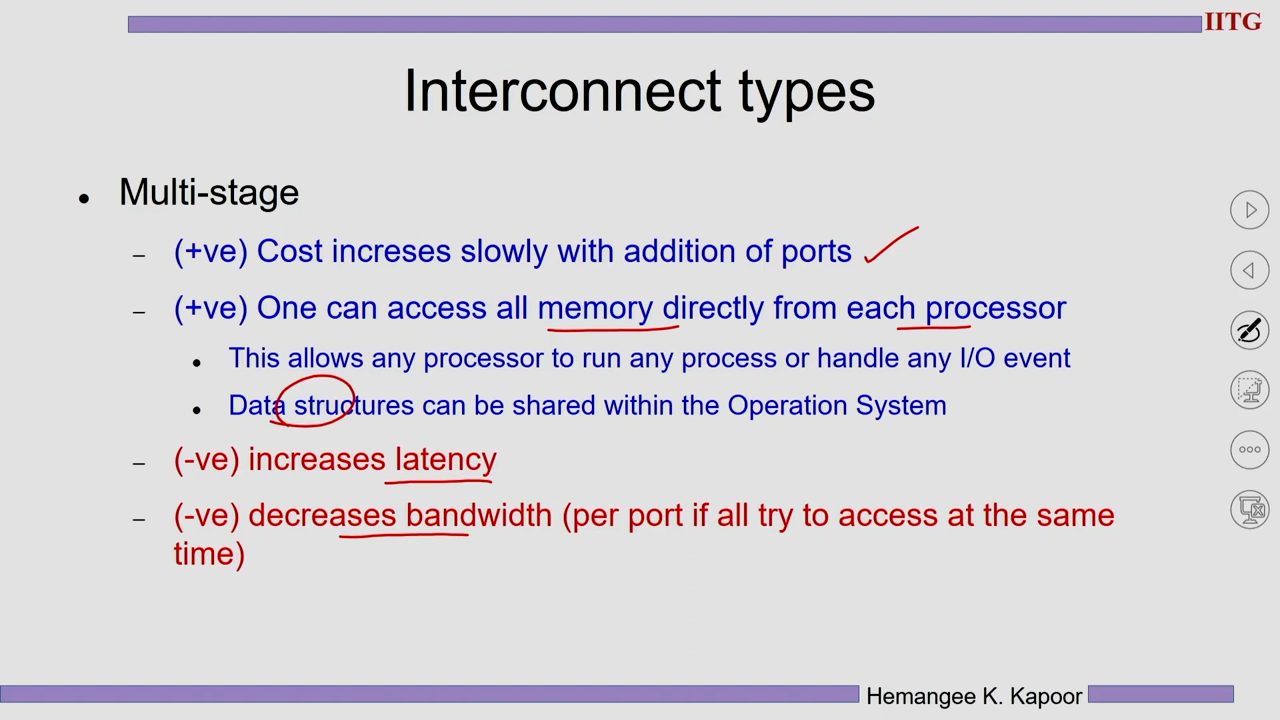 IITG
Interconnect types
• Multi-stage
– (+ve) Cost increses slowly with addition of ports
– (+ve) One can access all memory directly from each processor
• This allows any processor to run any process or handle any I/O event
• Data structures can be shared within the Operation System
– (-ve) increases latency
– (-ve) decreases bandwidth (per port if all try to access at the same
time)
Hemangee K. Kapoor